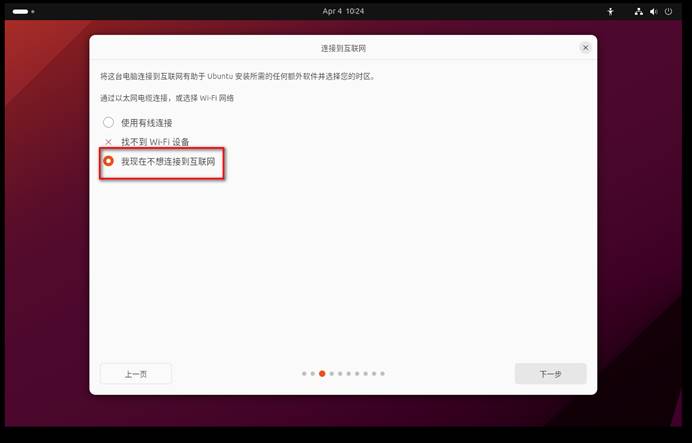 Apr 4 10:24
连接到互联网
将这台电脑连接到互联网有助于 Ubuntu 安装所需的任何额外软件并选择您的时区。
通过以太网电缆连接，或选择 Wi-Fi 网络
使用有线连接
找不到 Wi-Fi 设备
我现在不想连接到互联网
上一页
下一步